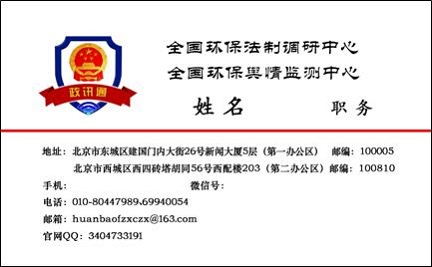 全国环保法制调研中心
全国环保舆情监测中心
政讯通
姓名 职务
地址：北京市东城区建国门内大街26号新闻大厦5层（第一办公区） 邮编：100005
北京市西城区西四砖塔胡同56号西配楼203（第二办公区） 邮编：100810
手机： 微信号：
电话：010-80447989、69940054
邮箱：huanbaofzxczx@163.com
官网QQ：3404733191